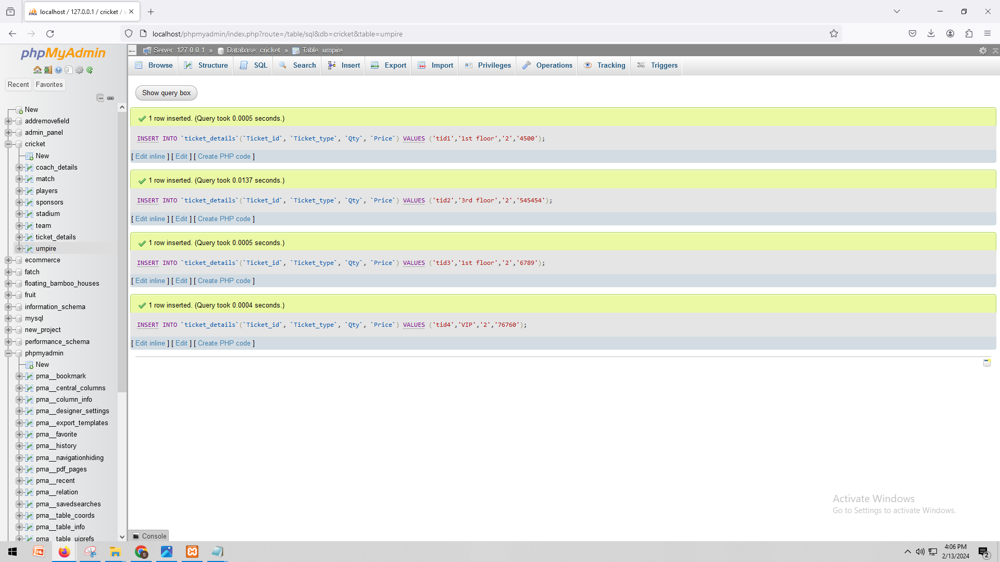 localhost / 127.0.0.1 / cricket / u
localhost/phpmyadmin/index.php?route=/table/sql&db=cricket&table=umpire
phpMyAdmin
Recent
Favorites
New
addremovefield
admin_panel
cricket
New
coach_details
match
players
sponsors
stadium
team
ticket_details
umpire
ecommerce
fatch
floating_bamboo_houses
fruit
information_schema
mysql
new_project
performance_schema
phpmyadmin
New
pma__bookmark
pma__central_columns
pma__column_info
pma__designer_settings
pma__export_templates
pma__favorite
pma__history
pma__navigationhiding
pma__pdf_pages
pma__recent
pma__relation
pma__savedsearches
pma__table_coords
pma__table_info
pma__table_uiprefs
Server: 127.0.0.1 » Database: cricket » Table: umpire
Browse Structure SQL Search Insert Export Import Privileges Operations Tracking Triggers
Show query box
1 row inserted. (Query took 0.0005 seconds.)
INSERT INTO `ticket_details`(`Ticket_id`, `Ticket_type`, `Qty`, `Price`) VALUES ('tid1','1st floor','2','4500');
[ Edit inline ] [ Edit ] [ Create PHP code ]
1 row inserted. (Query took 0.0137 seconds.)
INSERT INTO `ticket_details`(`Ticket_id`, `Ticket_type`, `Qty`, `Price`) VALUES ('tid2','3rd floor','2','545454');
[ Edit inline ] [ Edit ] [ Create PHP code ]
1 row inserted. (Query took 0.0005 seconds.)
INSERT INTO `ticket_details`(`Ticket_id`, `Ticket_type`, `Qty`, `Price`) VALUES ('tid3','1st floor','2','6789');
[ Edit inline ] [ Edit ] [ Create PHP code ]
1 row inserted. (Query took 0.0004 seconds.)
INSERT INTO `ticket_details`(`Ticket_id`, `Ticket_type`, `Qty`, `Price`) VALUES ('tid4','VIP','2','76760');
[ Edit inline ] [ Edit ] [ Create PHP code ]
Activate Windows
Go to Settings to activate Windows.
Console
4:06 PM
2/13/2024
2